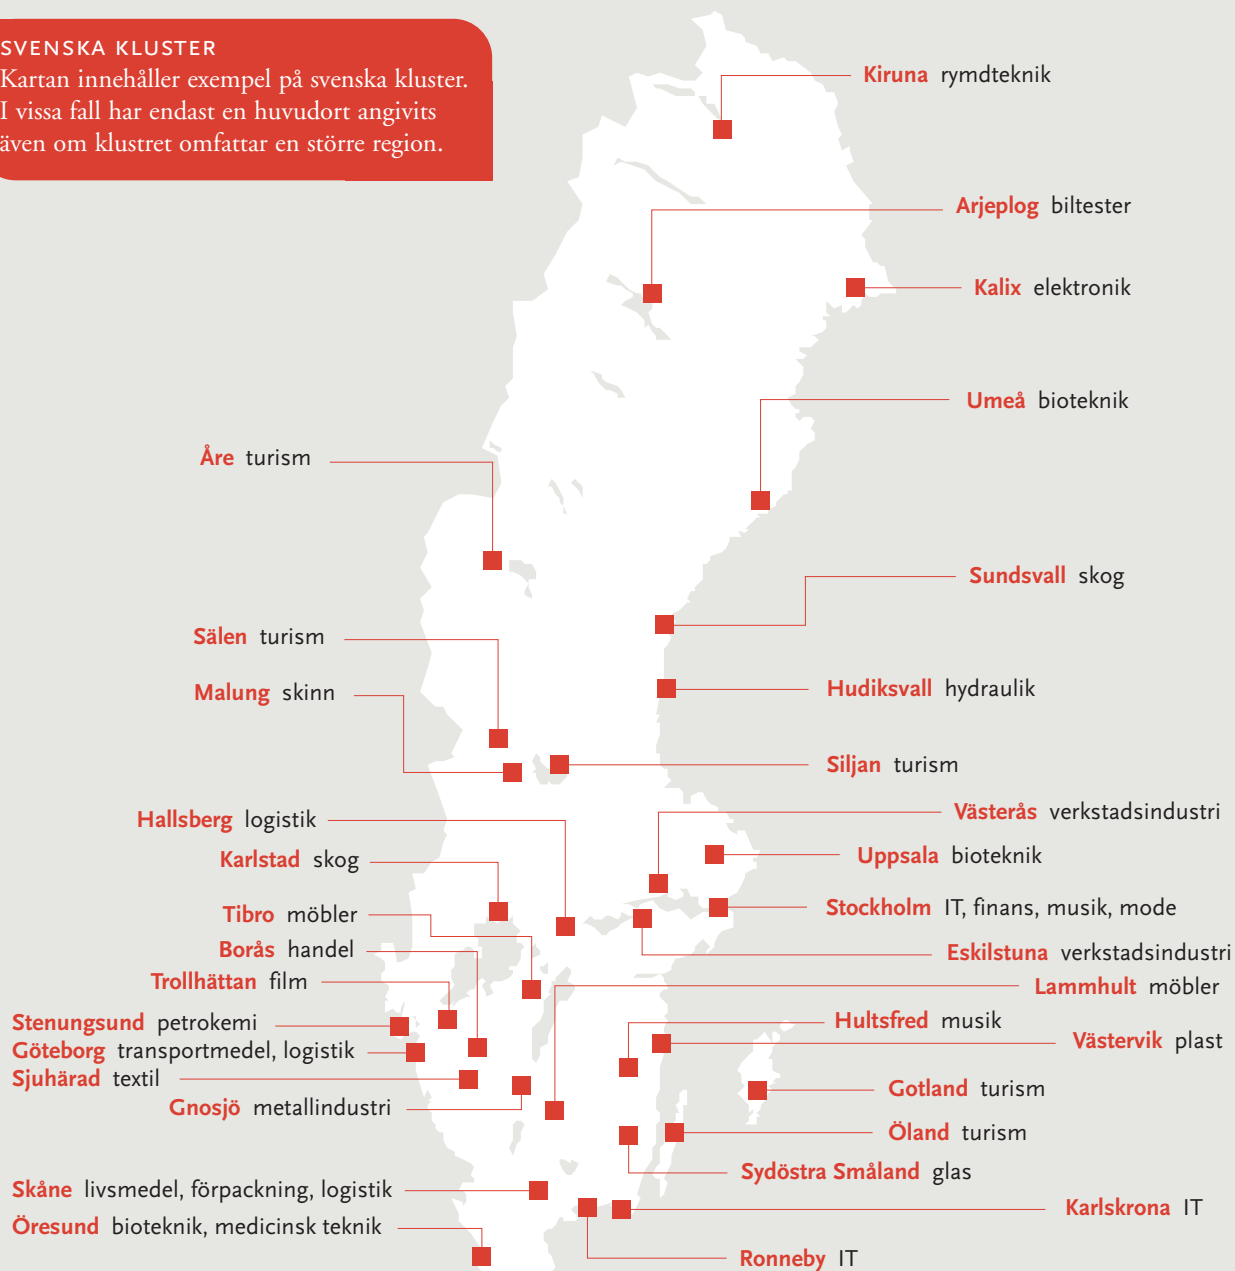 SVENSKA KLUSTER
Kartan innehåller exempel på svenska kluster.
I vissa fall har endast en huvudort angivits
även om klustret omfattar en större region.
Kiruna rymdteknik
Arjeplog biltester
Kalix elektronik
Umeå bioteknik
Åre turism
Sundsvall skog
Sälen turism
Malung skinn
Hudiksvall hydraulik
Siljan turism
Västerås verkstadsindustri
Hallsberg logistik
Uppsala bioteknik
Karlstad skog
Stockholm IT, finans, musik, mode
Tibro möbler
Borås handel
Eskilstuna verkstadsindustri
Trollhättan film
Lammhult möbler
Stenungsund petrokemi
Hultsfred musik
Västervik plast
Göteborg transportmedel, logistik
Sjuhärad textil
Gotland turism
Gnosjö metallindustri
Öland turism
Sydöstra Småland glas
Skåne livsmedel, förpackning, logistik
Karlskrona IT
Öresund bioteknik, medicinsk teknik
Ronneby IT